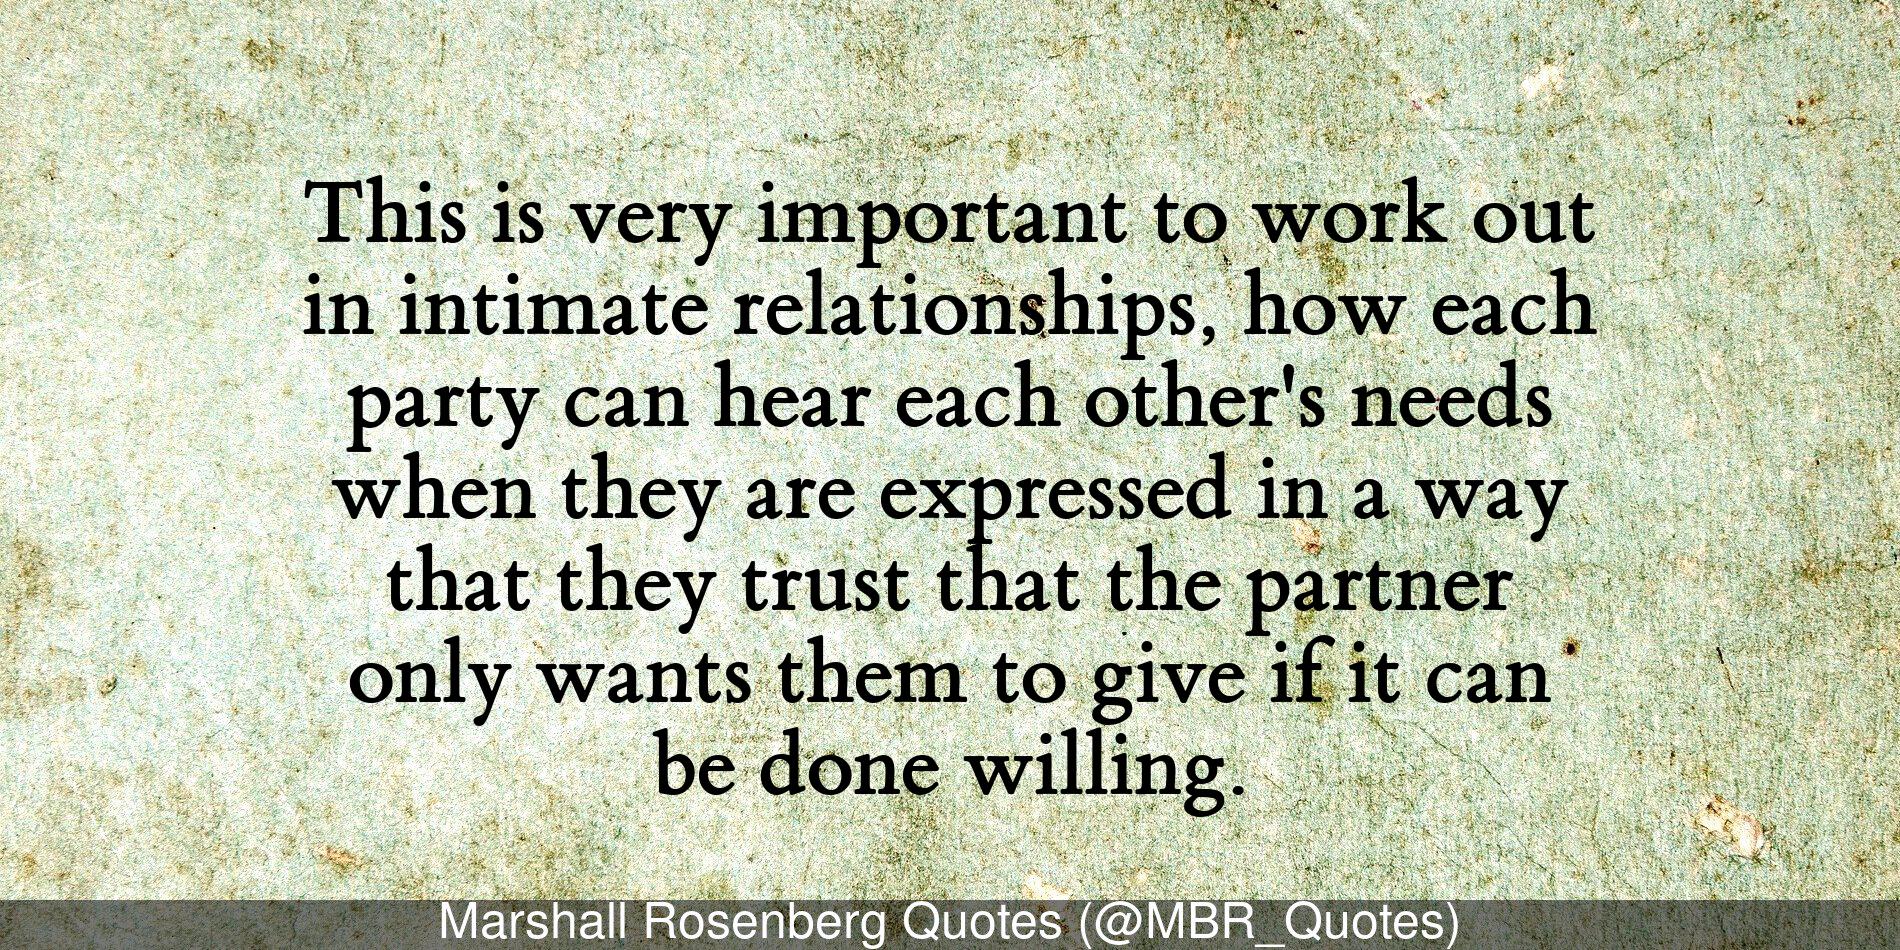 This is very important to work out
in intimate relationships, how each
party can hear each other's needs
when they are expressed in a way
that they trust that the partner
only wants them to give if it can
be done willing.
Marshall Rosenberg Quotes (@MBR_Quotes)